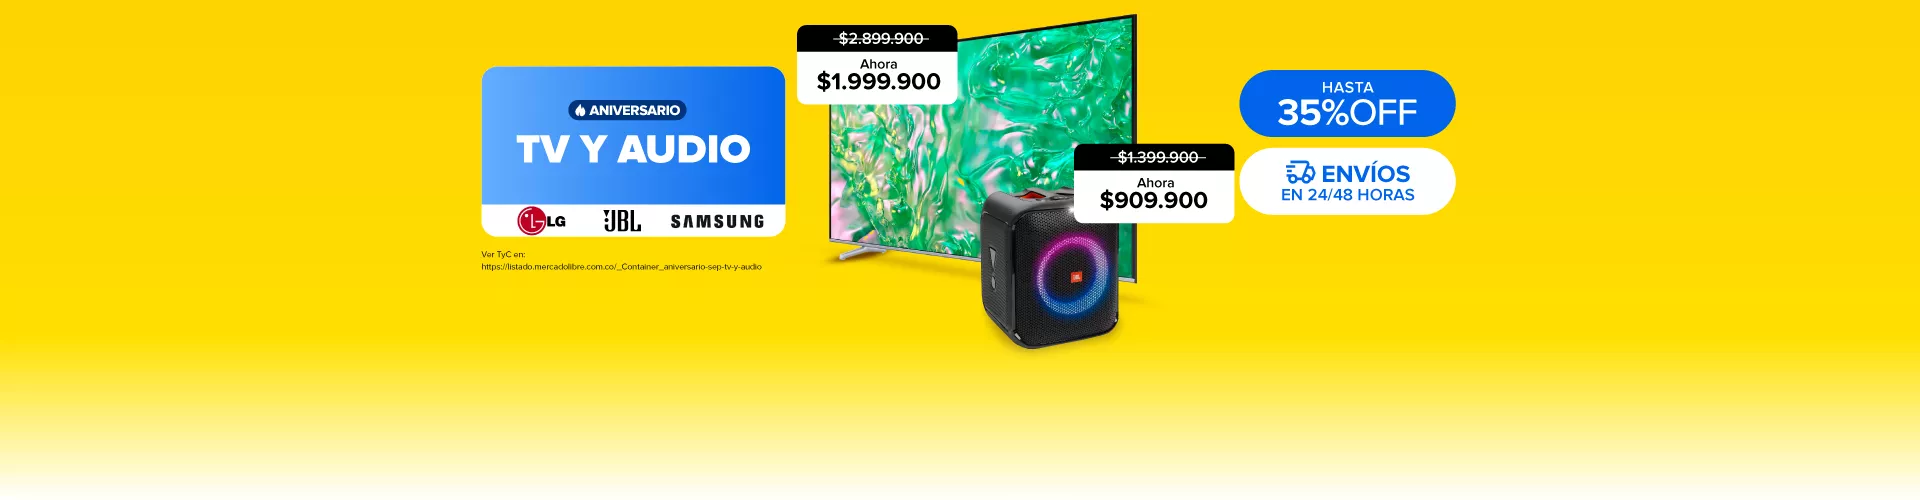 ANIVERSARIO
TV Y AUDIO
LG JBL SAMSUNG
Ver TyC en:
https://listado.mercadolibre.com.co/_Container_aniversario-sep-tv-y-audio
$2.899.900
Ahora
$1.999.900
$1.399.900
Ahora
$909.900
JBL
HASTA
35%OFF
ENVÍOS
EN 24/48 HORAS